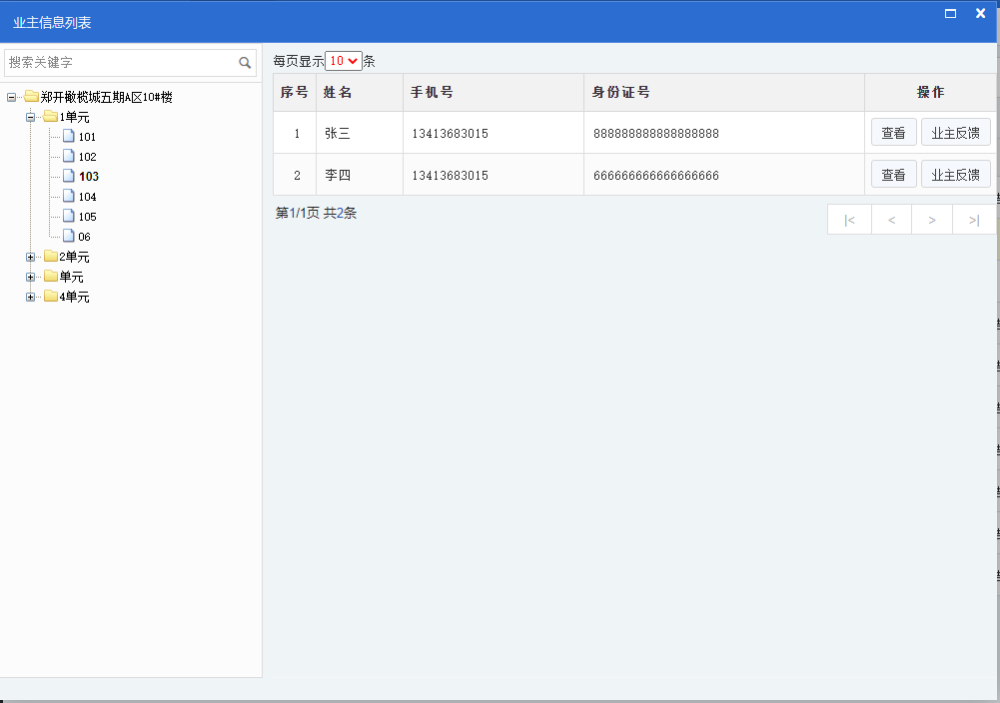 业主信息列表
搜索关键字
郑开橄榄城五期A区10#楼
1单元
101
102
103
104
105
06
2单元
单元
4单元
每页显示 10 条
序号 姓名 手机号 身份证号 操作
1 张三 13413683015 888888888888888888 查看 业主反馈
2 李四 13413683015 666666666666666666 查看 业主反馈
第1/1页 共2条
|< < > >|